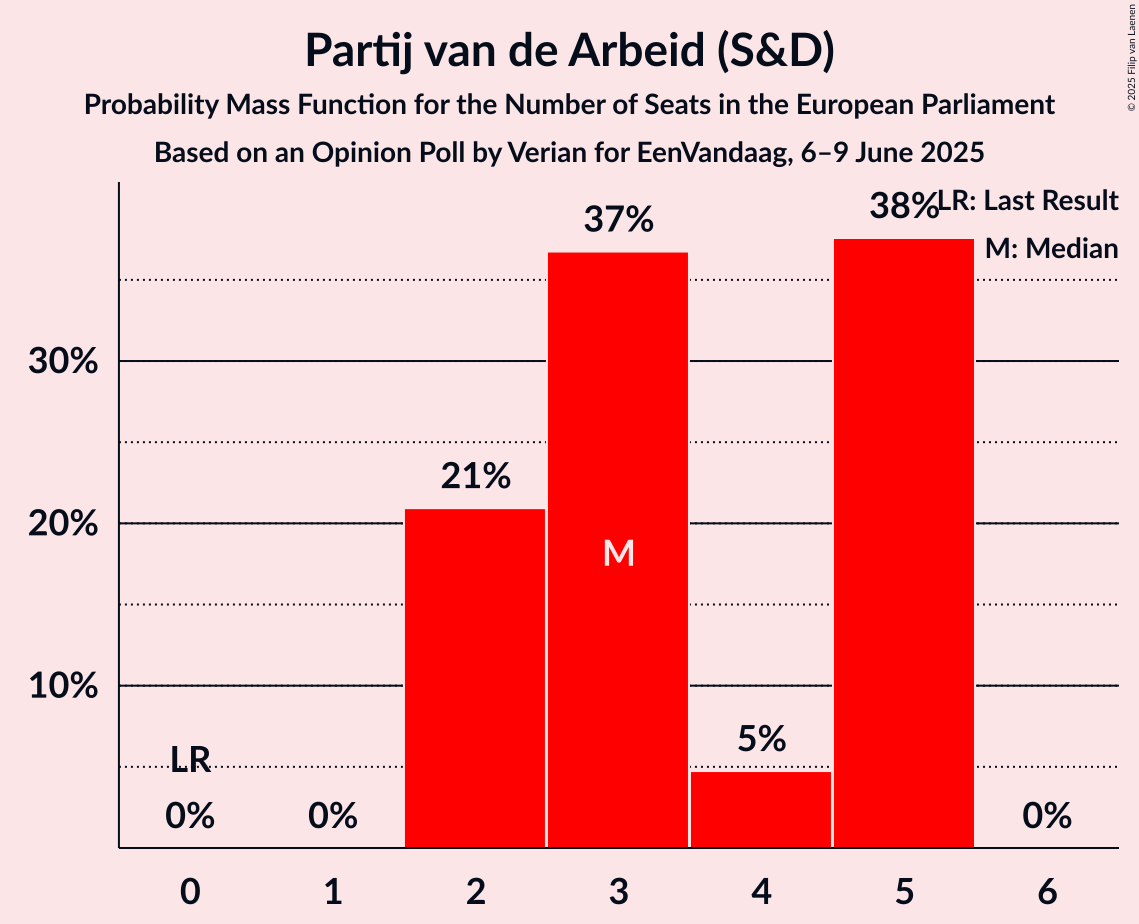 Partij van de Arbeid (S&D)
Probability Mass Function for the Number of Seats in the European Parliament
Based on an Opinion Poll by Verian for EenVandaag, 6–9 June 2025
© 2025 Filip van Laenen
LR: Last Result
M: Median
30%
20%
10%
LR
0%
0%
21%
37%
M
5%
38%
0%
0
1
2
3
4
5
6